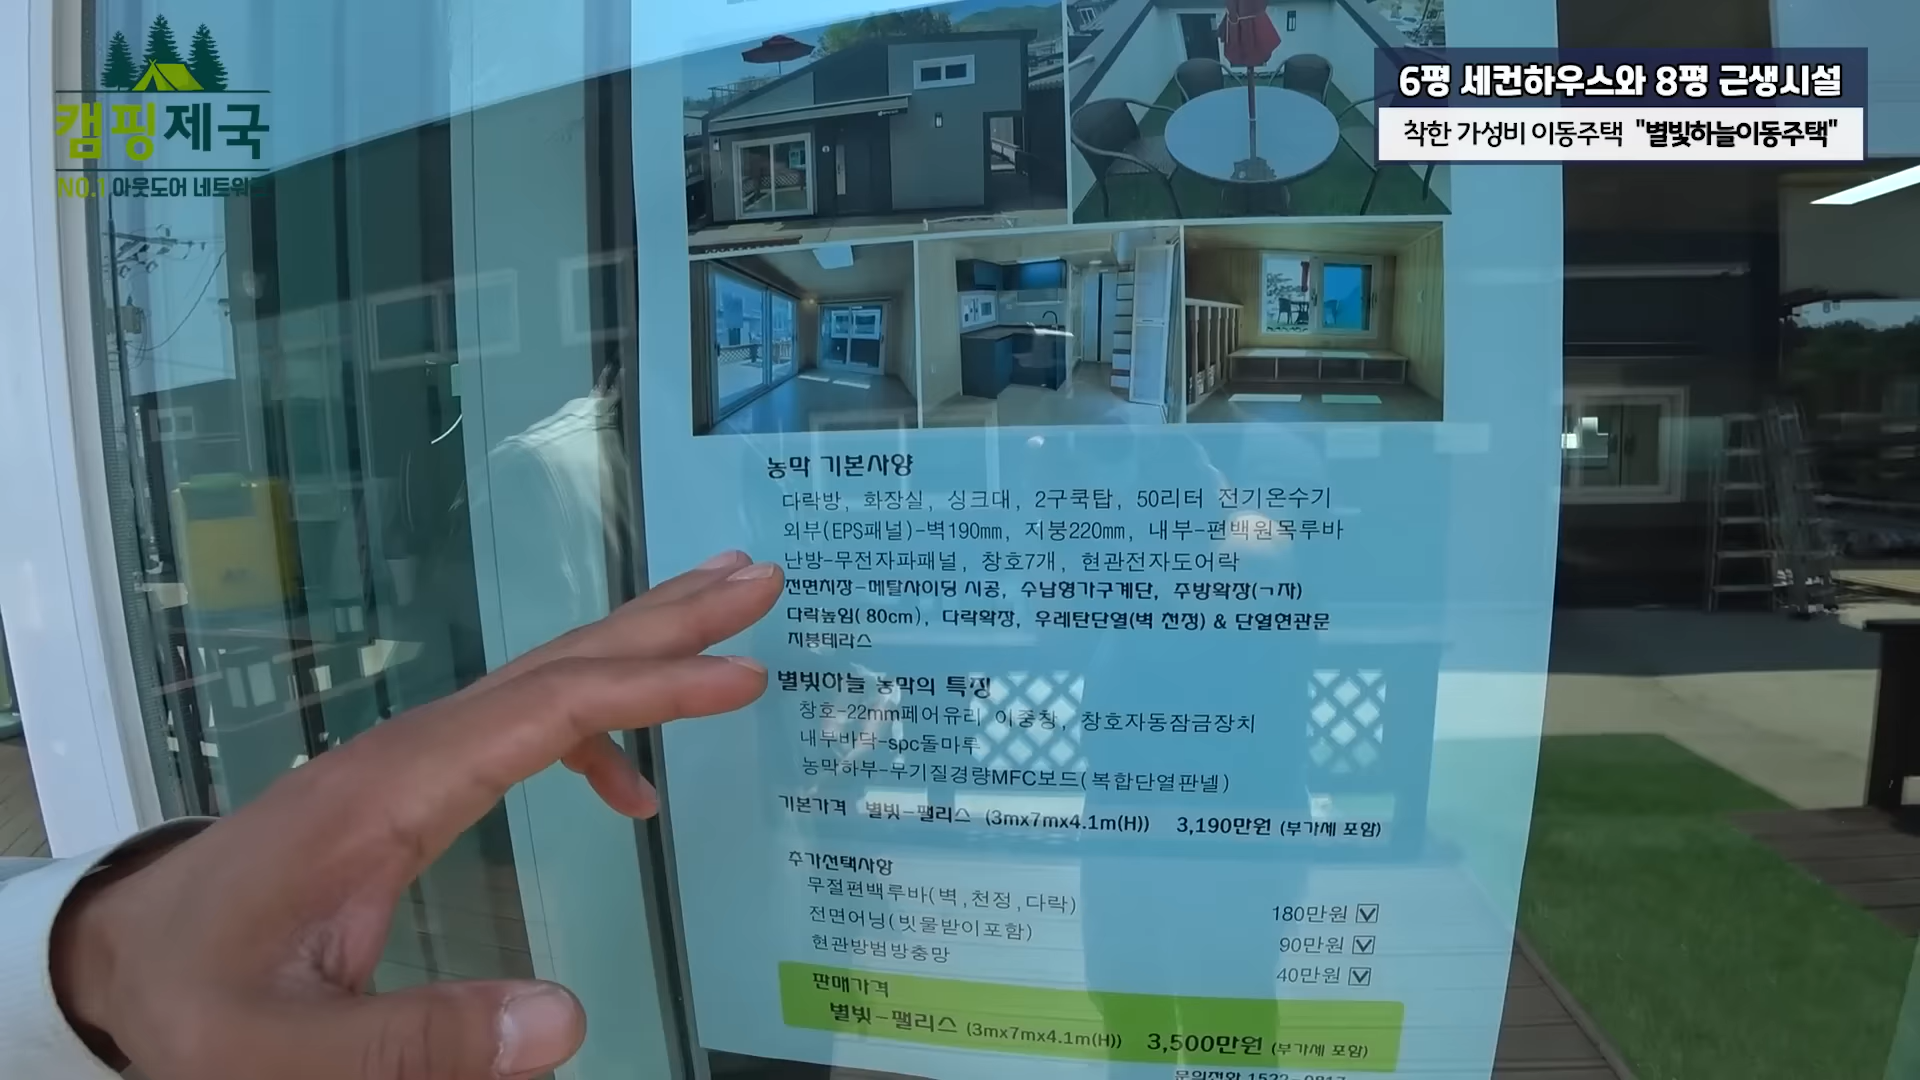 캠핑제국
NO.1 아웃도어 네트워크
6평 세컨하우스와 8평 근생시설
착한 가성비 이동주택 "별빛하늘이동주택"
농막 기본사양
다락방, 화장실, 싱크대, 2구쿡탑, 50리터 전기온수기
외부(EPS패널)-벽190mm, 지붕220mm, 내부-편백원목루바
난방-무전자파패널, 창호7개, 현관전자도어락
전면치장-메탈사이딩 시공, 수납형가구계단, 주방확장(ㄱ자)
다락높임( 80cm), 다락확장, 우레탄단열(벽 천정) & 단열현관문
지붕테라스
별빛하늘 농막의 특징
창호-22mm페어유리 이중창, 창호자동잠금장치
내부바닥-spc돌마루
농막하부-무기질경량MFC보드(복합단열판넬)
기본가격 별빛-팰리스 (3mx7mx4.1m(H)) 3,190만원 (부가세 포함)
추가선택사항
무절편백루바(벽,천정,다락) 180만원 ☑
전면어닝(빗물받이포함) 90만원 ☑
현관방범방충망 40만원 ☑
판매가격
별빛-팰리스 (3mx7mx4.1m(H)) 3,500만원 (부가세 포함)
문의전화 1522-0817